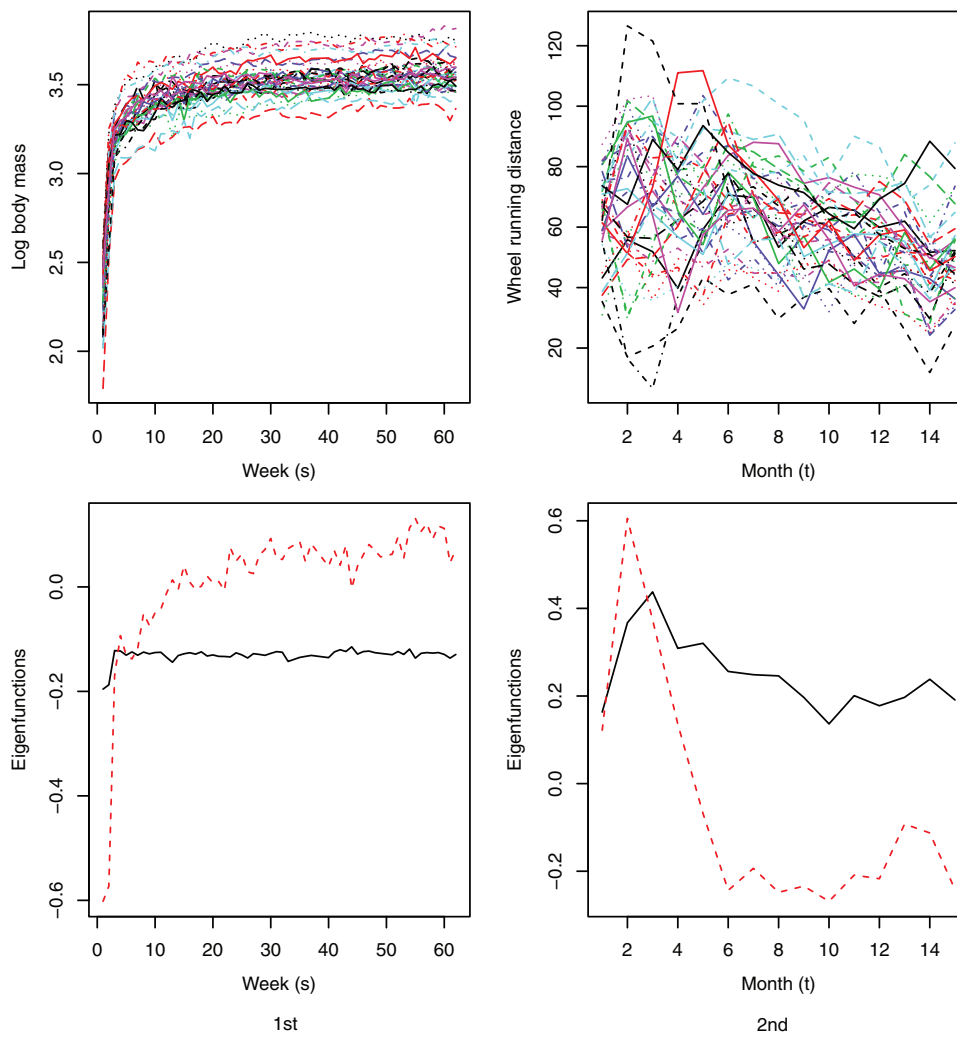 Log body mass
3.5
3.0
2.5
2.0
0 10 20 30 40 50 60
Week (s)
Wheel running distance
120
100
80
60
40
20
2 4 6 8 10 12 14
Month (t)
Eigenfunctions
0.0
−0.2
−0.4
−0.6
0 10 20 30 40 50 60
Week (s)
1st
Eigenfunctions
0.6
0.4
0.2
0.0
−0.2
2 4 6 8 10 12 14
Month (t)
2nd